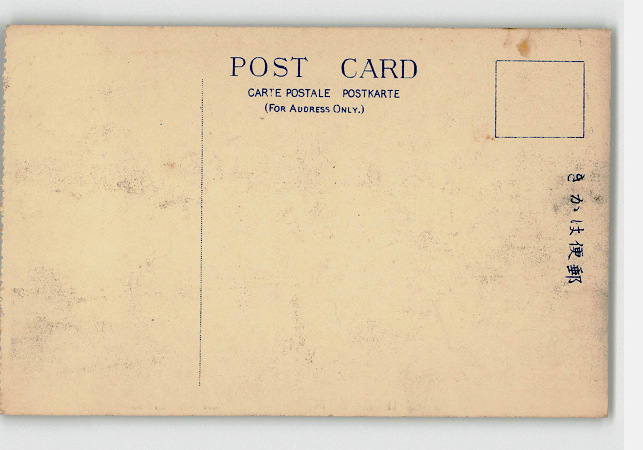 POST CARD
CARTE POSTALE POSTKARTE
(FOR ADDRESS ONLY.)
きかは便郵